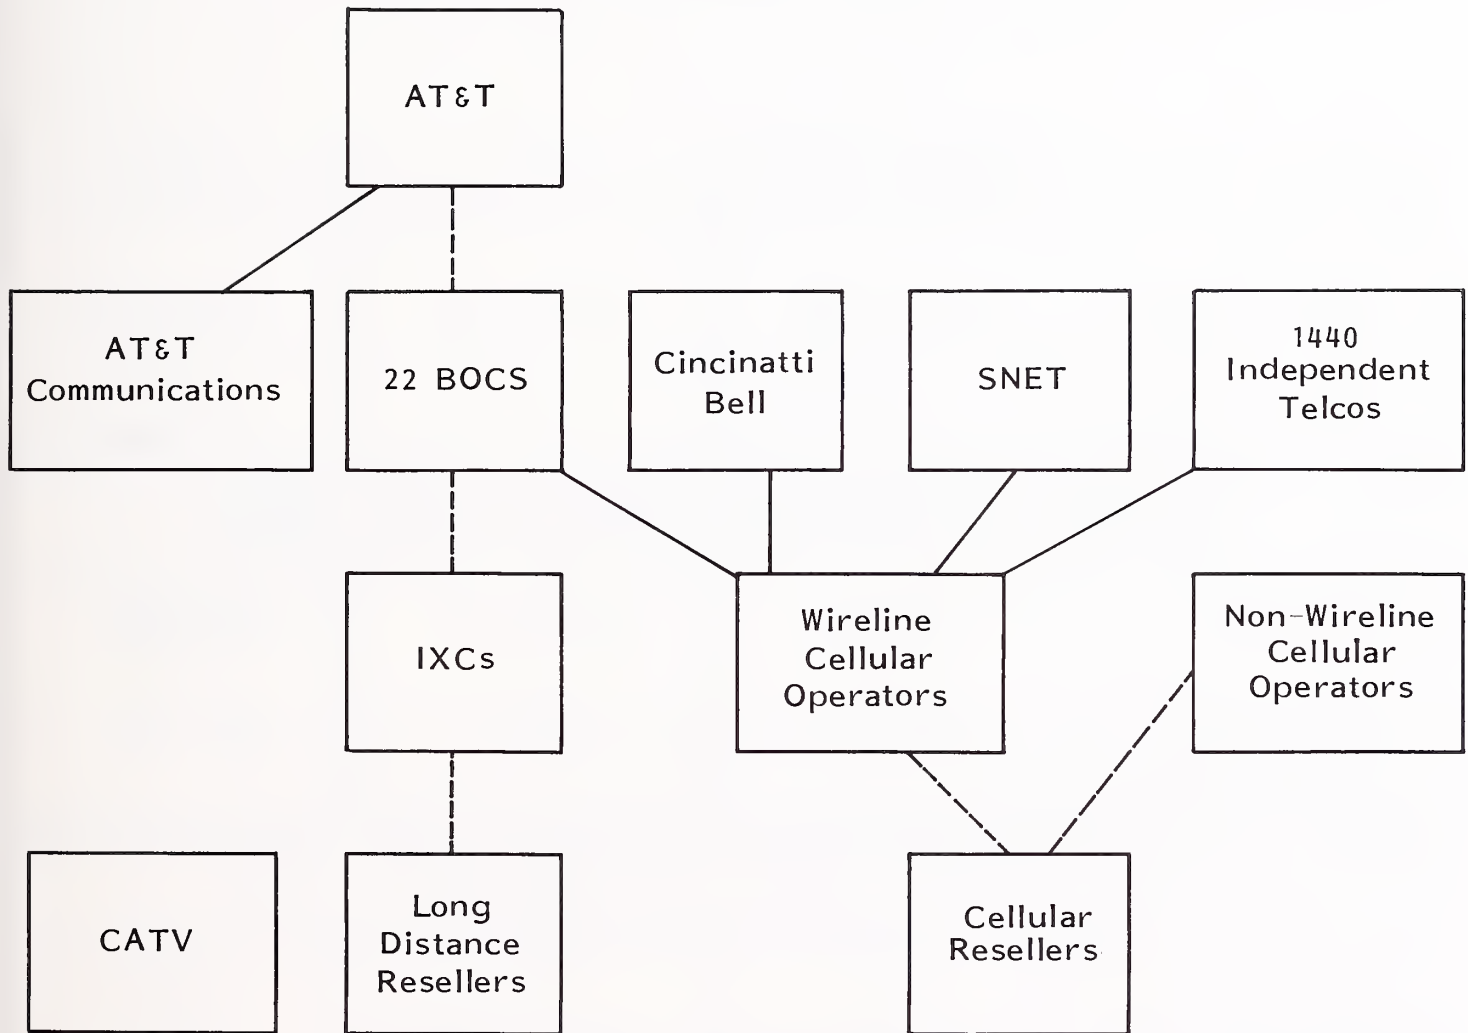 AT&T
AT&T
Communications
22 BOCS
Cincinatti
Bell
SNET
1440
Independent
Telcos
IXCs
Wireline
Cellular
Operators
Non-Wireline
Cellular
Operators
CATV
Long
Distance
Resellers
Cellular
Resellers